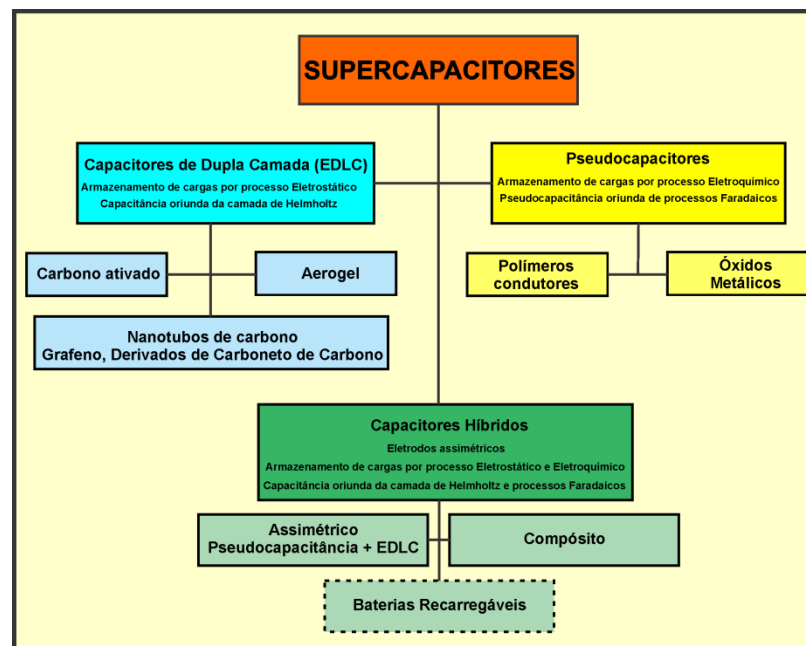 SUPERCAPACITORES
Capacitores de Dupla Camada (EDLC)
Armazenamento de cargas por processo Eletrostático
Capacitância oriunda da camada de Helmholtz
Pseudocapacitores
Armazenamento de cargas por processo Eletroquímico
Pseudocapacitância oriunda de processos Faradaicos
Carbono ativado
Aerogel
Nanotubos de carbono
Grafeno, Derivados de Carboneto de Carbono
Polímeros
condutores
Óxidos
Metálicos
Capacitores Híbridos
Eletrodos assimétricos
Armazenamento de cargas por processo Eletrostático e Eletroquímico
Capacitância oriunda da camada de Helmholtz e processos Faradaicos
Assimétrico
Pseudocapacitância + EDLC
Compósito
Baterias Recarregáveis